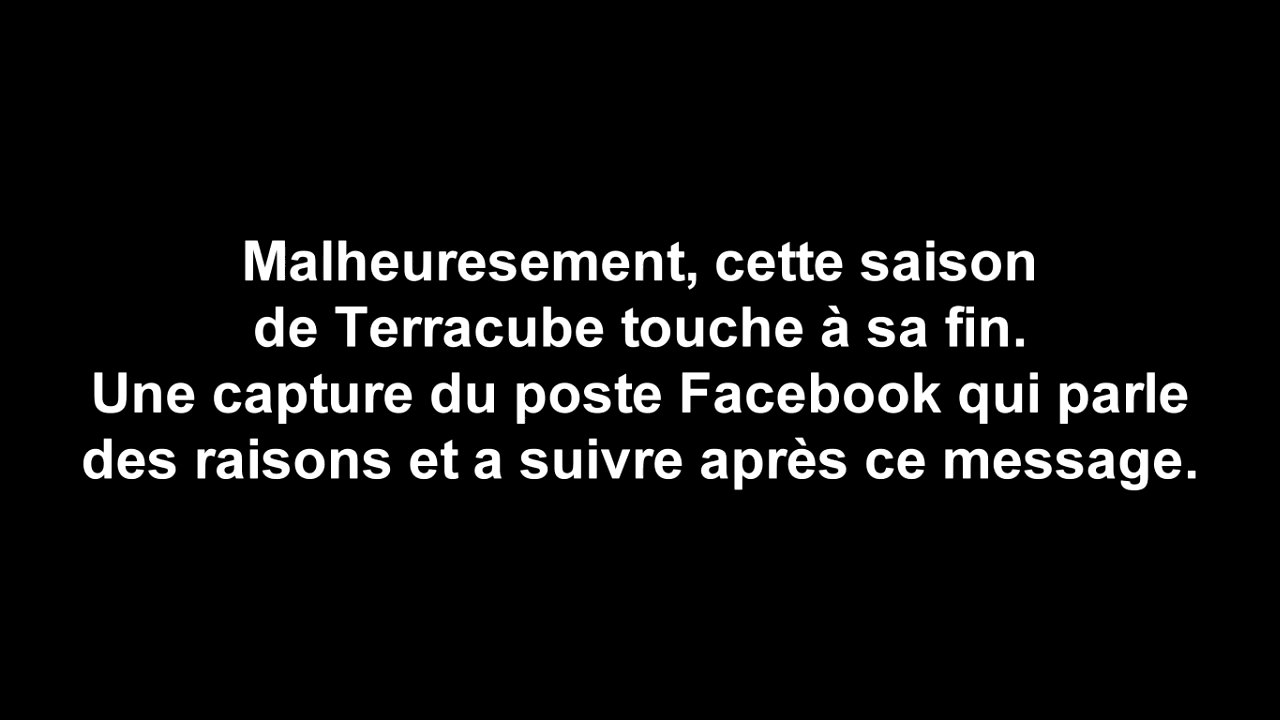 Malheuresement, cette saison
de Terracube touche à sa fin.
Une capture du poste Facebook qui parle
des raisons et a suivre après ce message.